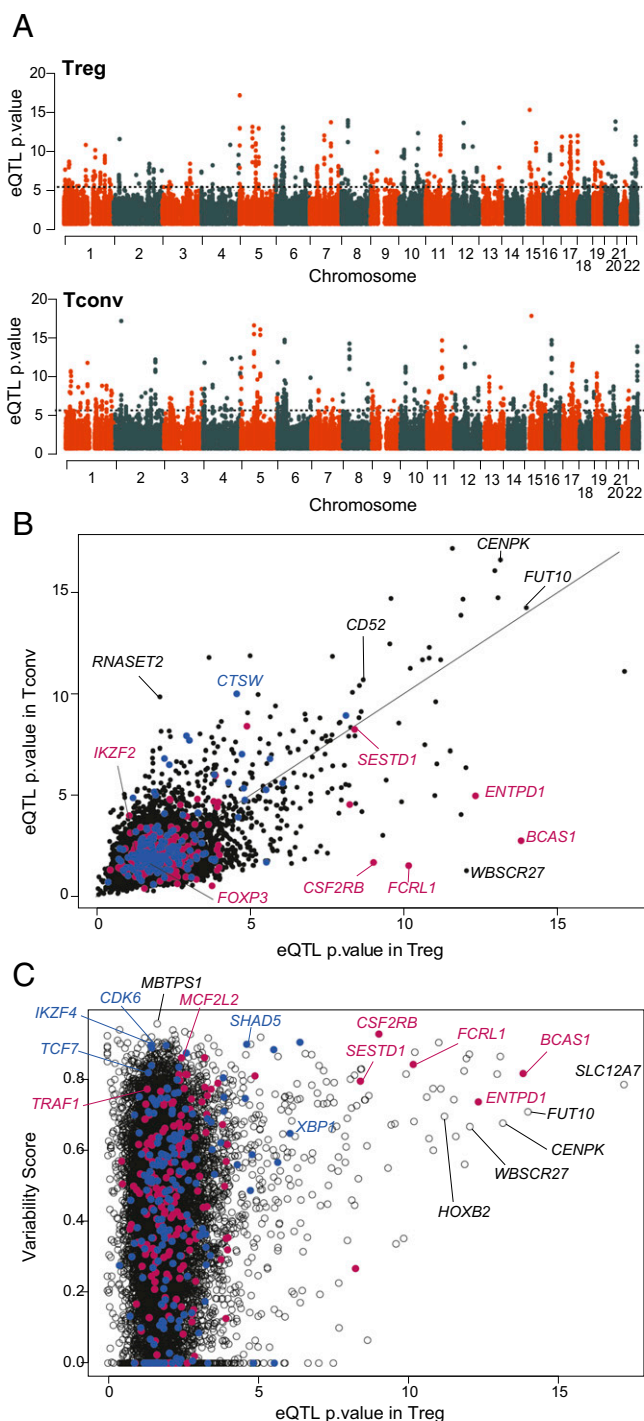 A
Treg
20
15
10
5
0
eQTL p.value
1 2 3 4 5 6 7 8 9 10 11 12 13 14 15 16 17 18 19 20 21 22
Chromosome
Tconv
20
15
10
5
0
eQTL p.value
1 2 3 4 5 6 7 8 9 10 11 12 13 14 15 16 17 18 19 20 21 22
Chromosome
B
CENPK
15
FUT10
CD52
RNASET2
CTSW
10
eQTL p.value in Tconv
SESTD1
IKZF2
5
ENTPD1
BCAS1
CSF2RB
FCRL1
WBSCR27
FOXP3
0
0 5 10 15
eQTL p.value in Treg
C
MBTPS1
CDK6
MCF2L2
IKZF4
SHAD5
CSF2RB
FCRL1
TCF7
SESTD1
BCAS1
SLC12A7
0.8
TRAF1
ENTPD1
FUT10
XBP1
CENPK
0.6
WBSCR27
HOXB2
Variability Score
0.4
0.2
0.0
0 5 10 15
eQTL p.value in Treg